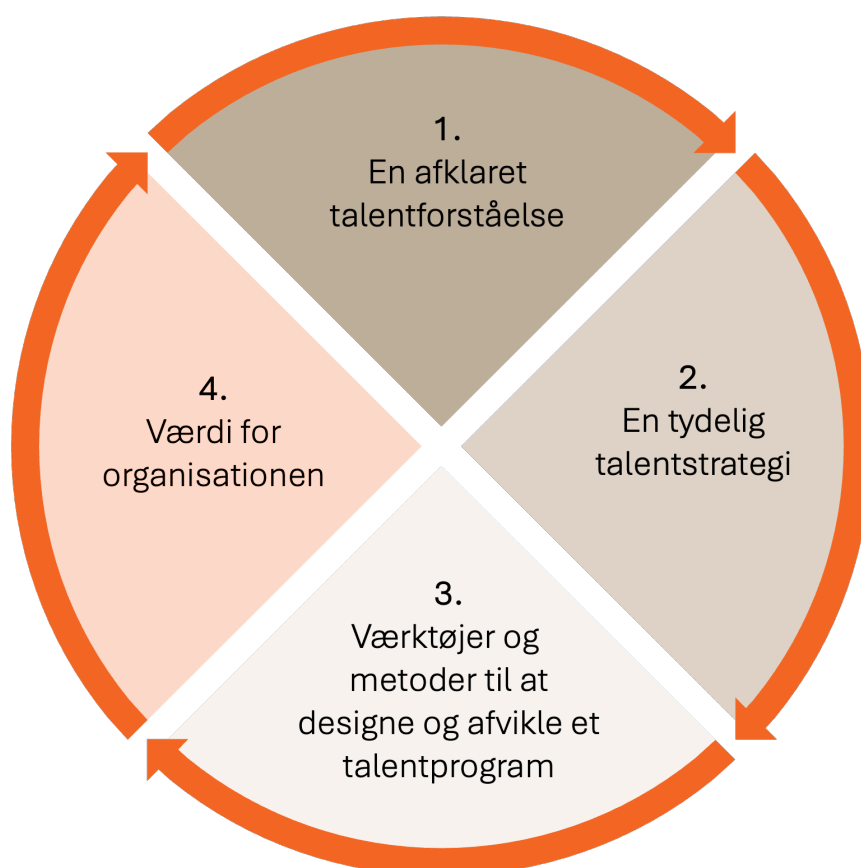 1.
En afklaret
talentforståelse
2.
En tydelig
talentstrategi
3.
Værktøjer og
metoder til at
designe og afvikle et
talentprogram
4.
Værdi for
organisationen